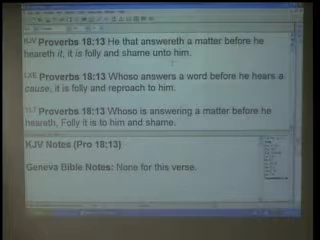 KJV Proverbs 18:13 He that answereth a matter before he
heareth it, it is folly and shame unto him.
LXE Proverbs 18:13 Whoso answers a word before he hears a
cause, it is folly and reproach to him.
YLT Proverbs 18:13 Whoso is answering a matter before he
heareth, Folly it is to him and shame.
KJV Notes (Pro 18:13)
Geneva Bible Notes: None for this verse.